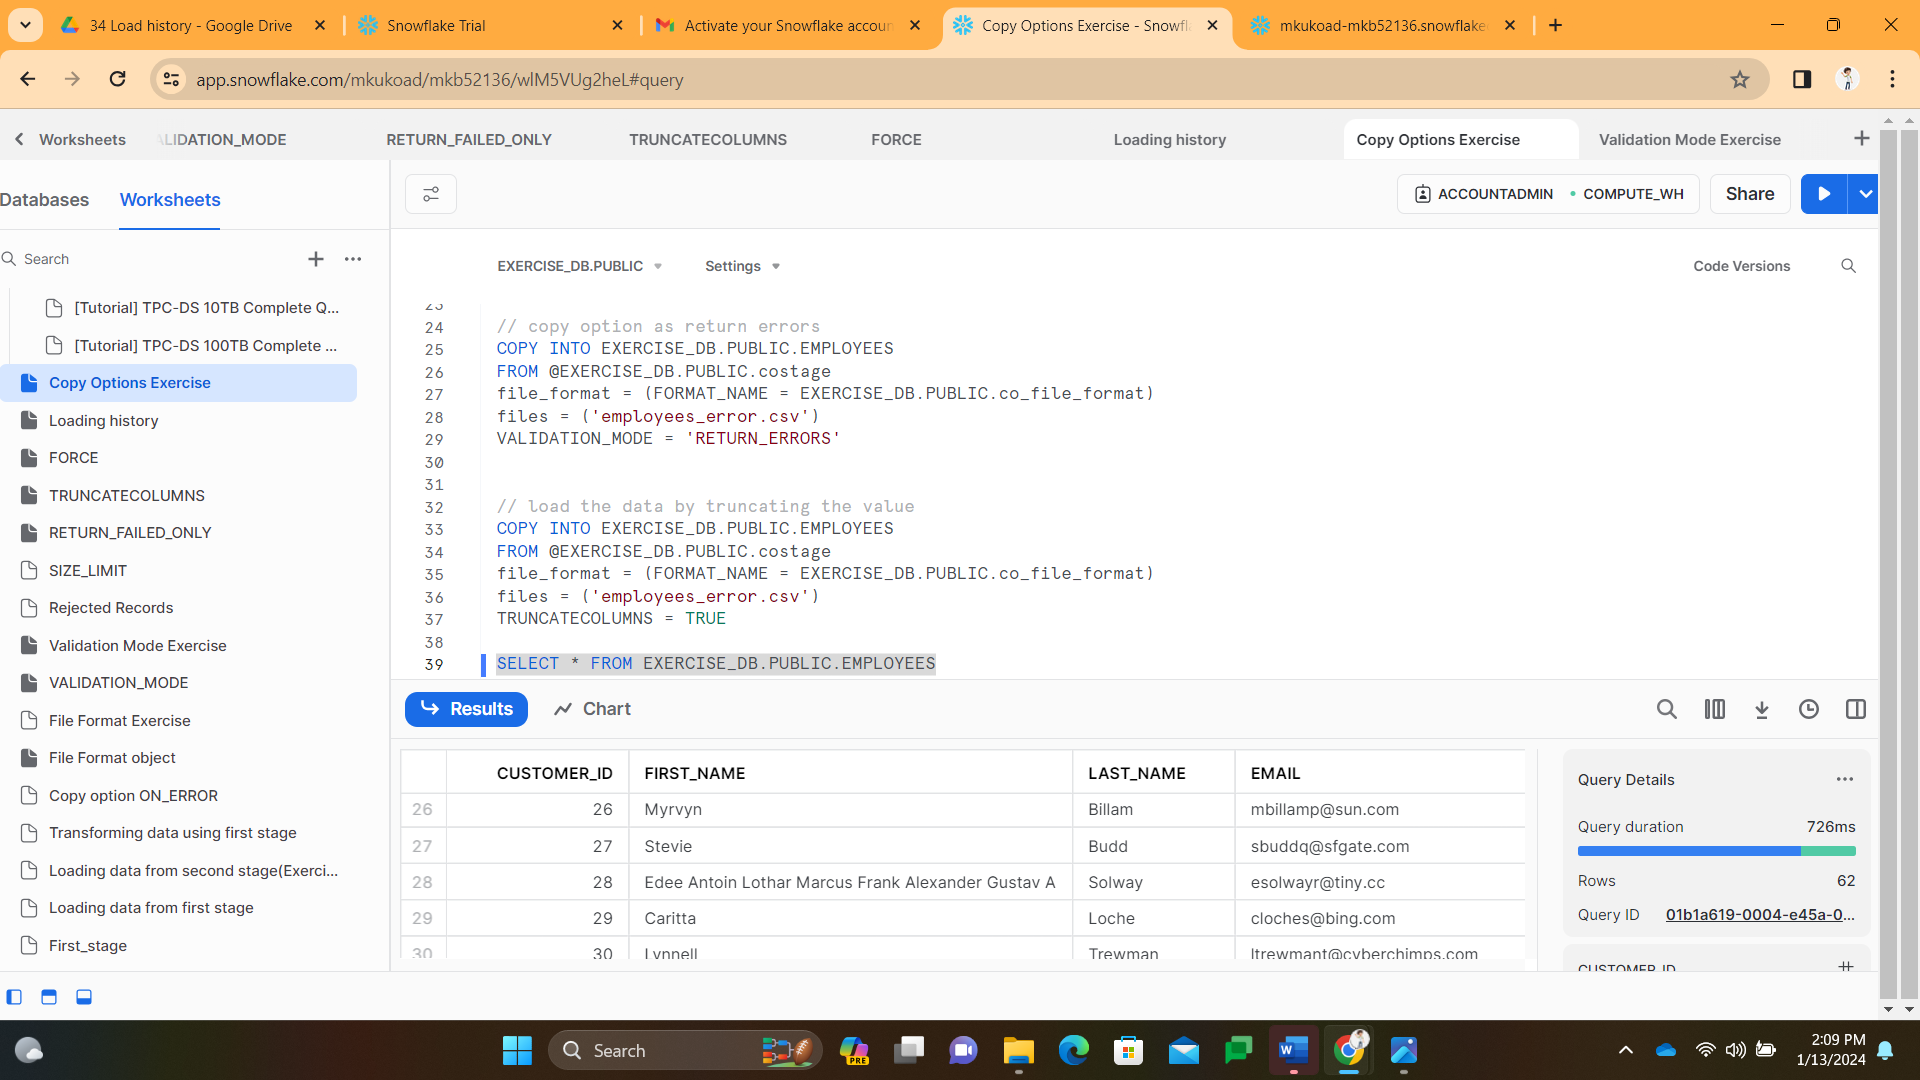 34 Load history - Google Drive
Snowflake Trial
Activate your Snowflake accoun
Copy Options Exercise - Snowfl
mkukoad-mkb52136.snowflake
app.snowflake.com/mkukoad/mkb52136/wlM5VUg2heL#query
Worksheets
ALIDATION_MODE
RETURN_FAILED_ONLY
TRUNCATECOLUMNS
FORCE
Loading history
Copy Options Exercise
Validation Mode Exercise
Databases
Worksheets
ACCOUNTADMIN
COMPUTE_WH
Share
Search
EXERCISE_DB.PUBLIC
Settings
Code Versions
[Tutorial] TPC-DS 10TB Complete Q...
[Tutorial] TPC-DS 100TB Complete ...
Copy Options Exercise
Loading history
FORCE
TRUNCATECOLUMNS
RETURN_FAILED_ONLY
SIZE_LIMIT
Rejected Records
Validation Mode Exercise
VALIDATION_MODE
File Format Exercise
File Format object
Copy option ON_ERROR
Transforming data using first stage
Loading data from second stage(Exerci...
Loading data from first stage
First_stage
23
24 // copy option as return errors
25 COPY INTO EXERCISE_DB.PUBLIC.EMPLOYEES
26 FROM @EXERCISE_DB.PUBLIC.costage
27 file_format = (FORMAT_NAME = EXERCISE_DB.PUBLIC.co_file_format)
28 files = ('employees_error.csv')
29 VALIDATION_MODE = 'RETURN_ERRORS'
30
31
32 // load the data by truncating the value
33 COPY INTO EXERCISE_DB.PUBLIC.EMPLOYEES
34 FROM @EXERCISE_DB.PUBLIC.costage
35 file_format = (FORMAT_NAME = EXERCISE_DB.PUBLIC.co_file_format)
36 files = ('employees_error.csv')
37 TRUNCATECOLUMNS = TRUE
38
39 SELECT * FROM EXERCISE_DB.PUBLIC.EMPLOYEES
Results
Chart
CUSTOMER_ID FIRST_NAME LAST_NAME EMAIL
26 26 Myrvyn Billam mbillamp@sun.com
27 27 Stevie Budd sbuddq@sfgate.com
28 28 Edee Antoin Lothar Marcus Frank Alexander Gustav A Solway esolwayr@tiny.cc
29 29 Caritta Loche cloches@bing.com
30 30 Lynnell Trewman ltrewmant@cyberchimps.com
Query Details
Query duration 726ms
Rows 62
Query ID 01b1a619-0004-e45a-0...
CUSTOMER_ID
Search
PRE
2:09 PM
1/13/2024